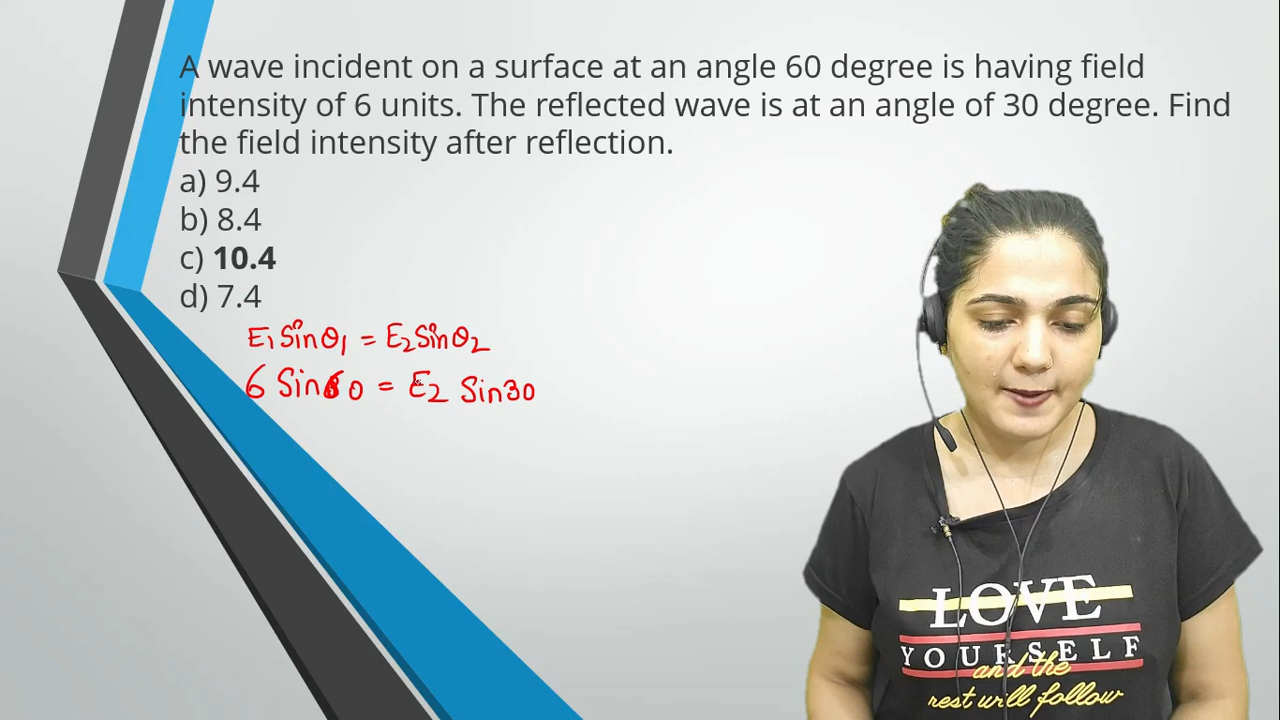 A wave incident on a surface at an angle 60 degree is having field
intensity of 6 units. The reflected wave is at an angle of 30 degree. Find
the field intensity after reflection.
a) 9.4
b) 8.4
c) 10.4
d) 7.4
E₁ Sinθ₁ = E₂ Sinθ₂
6 Sin60 = E₂ Sin30
LOVE
YOURSELF
and the
rest will follow